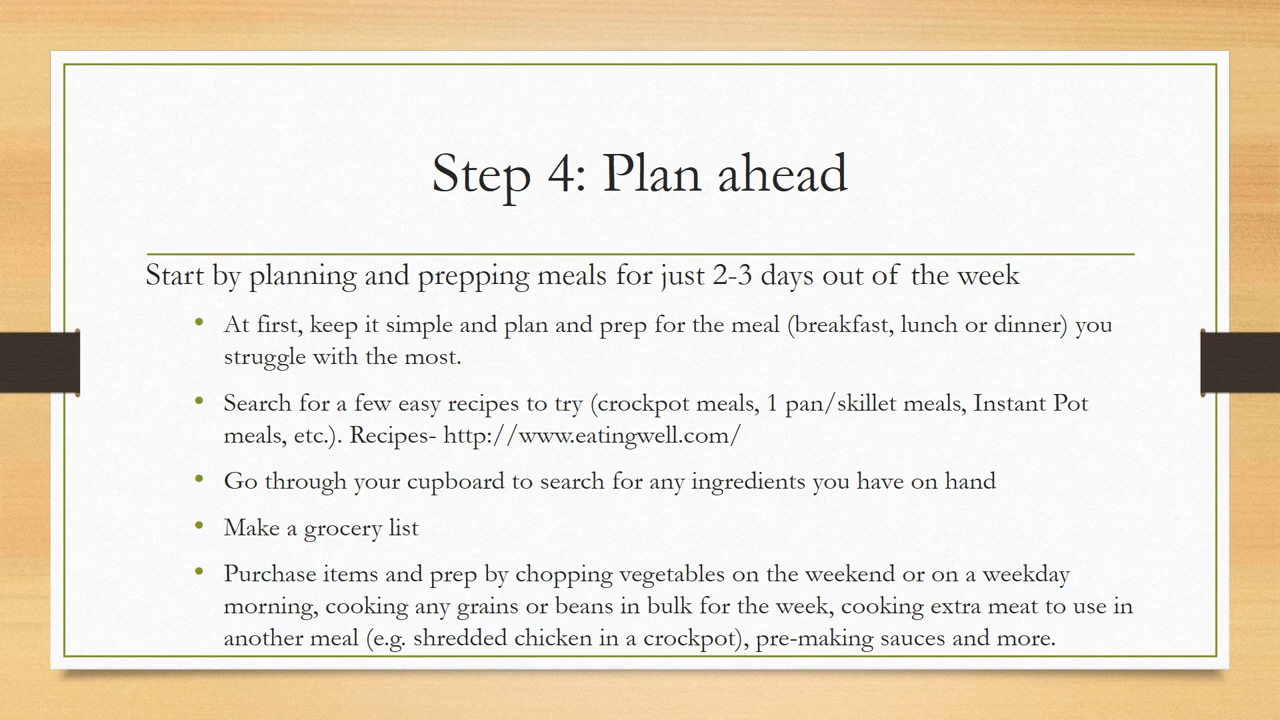 Step 4: Plan ahead
Start by planning and prepping meals for just 2-3 days out of the week
• At first, keep it simple and plan and prep for the meal (breakfast, lunch or dinner) you
struggle with the most.
• Search for a few easy recipes to try (crockpot meals, 1 pan/skillet meals, Instant Pot
meals, etc.). Recipes- http://www.eatingwell.com/
• Go through your cupboard to search for any ingredients you have on hand
• Make a grocery list
• Purchase items and prep by chopping vegetables on the weekend or on a weekday
morning, cooking any grains or beans in bulk for the week, cooking extra meat to use in
another meal (e.g. shredded chicken in a crockpot), pre-making sauces and more.